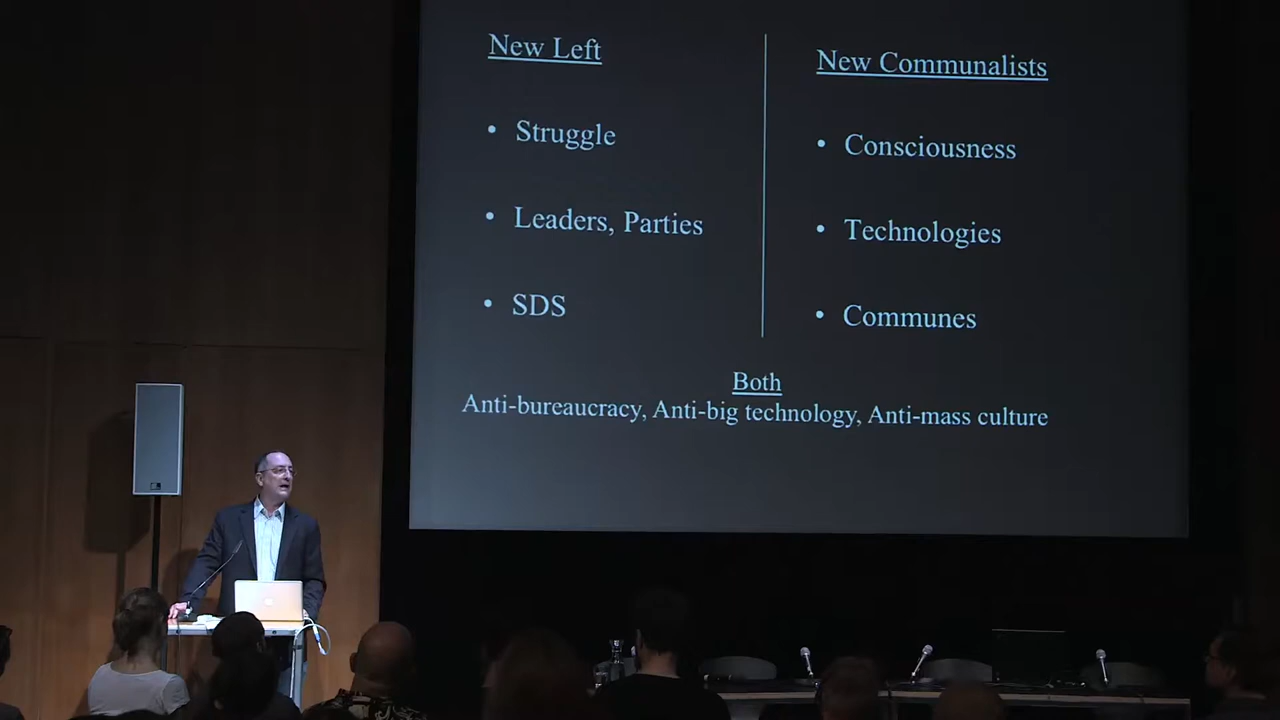 New Left
• Struggle
• Leaders, Parties
• SDS
New Communalists
• Consciousness
• Technologies
• Communes
Both
Anti-bureaucracy, Anti-big technology, Anti-mass culture